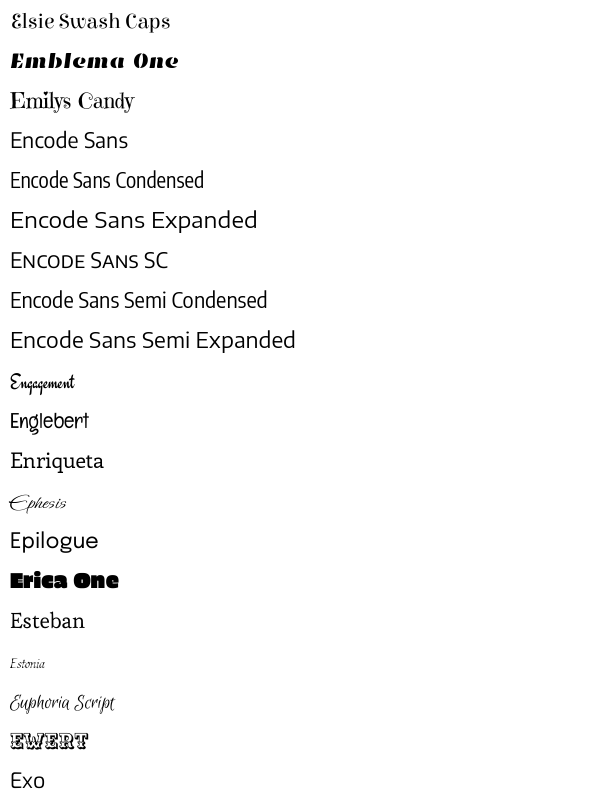 Elsie Swash Caps
Emblema One
Emilys Candy
Encode Sans
Encode Sans Condensed
Encode Sans Expanded
Encode Sans SC
Encode Sans Semi Condensed
Encode Sans Semi Expanded
Engagement
Englebert
Enriqueta
Ephesis
Epilogue
Erica One
Esteban
Estonia
Euphoria Script
EWERT
Exo